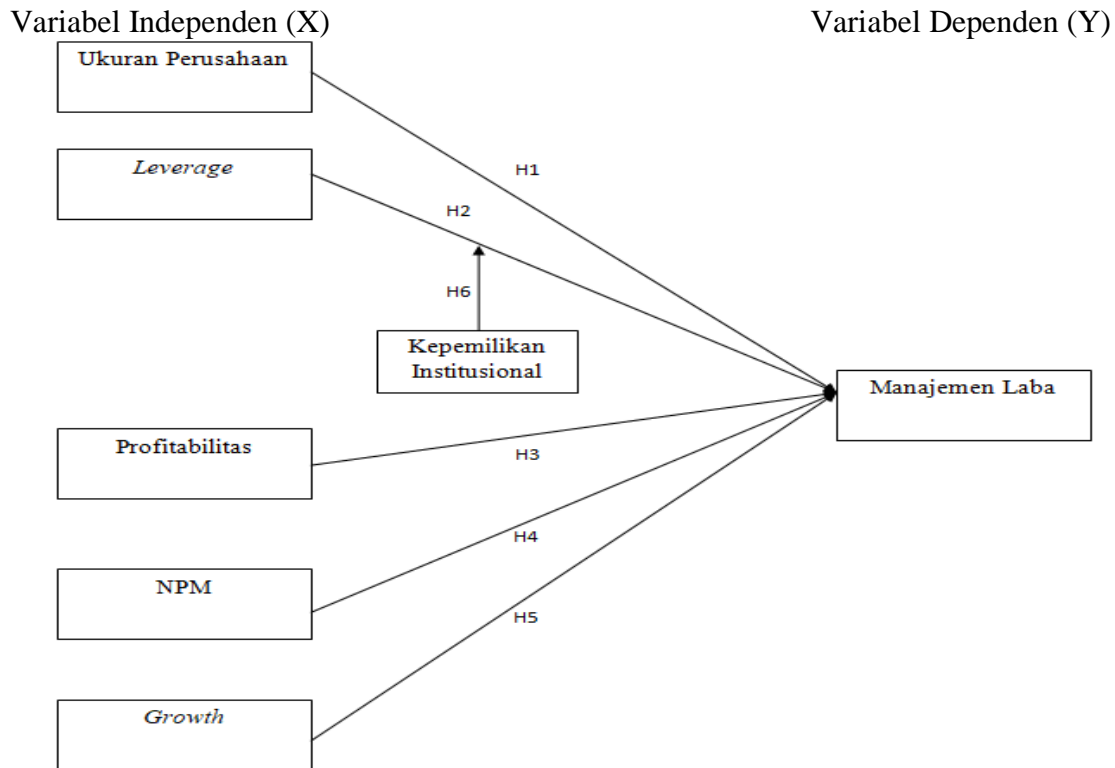 Variabel Independen (X)
Variabel Dependen (Y)
Ukuran Perusahaan
Leverage
H1
H2
H6
Kepemilikan
Institusional
Manajemen Laba
Profitabilitas
H3
H4
NPM
H5
Growth